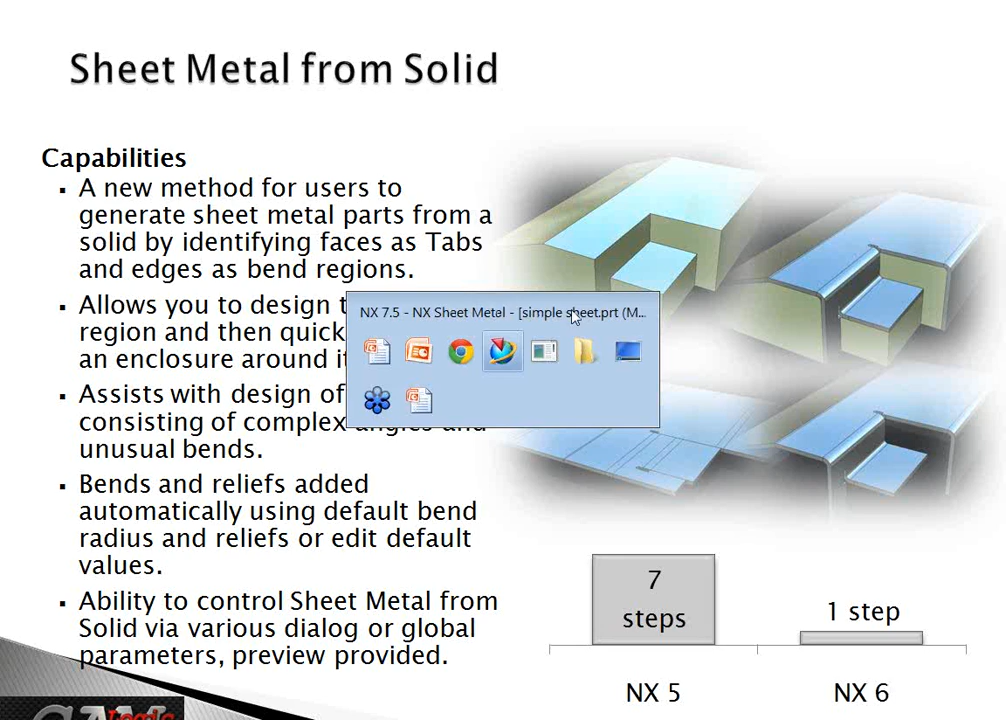 Sheet Metal from Solid
Capabilities
▪ A new method for users to
generate sheet metal parts from a
solid by identifying faces as Tabs
and edges as bend regions.
▪ Allows you to design t
region and then quick
an enclosure around i
▪ Assists with design of
consisting of complex angles and
unusual bends.
▪ Bends and reliefs added
automatically using default bend
radius and reliefs or edit default
values.
▪ Ability to control Sheet Metal from
Solid via various dialog or global
parameters, preview provided.
NX 7.5 - NX Sheet Metal - [simple sheet.prt (M...
7
steps
1 step
NX 5
NX 6
CAM Logic